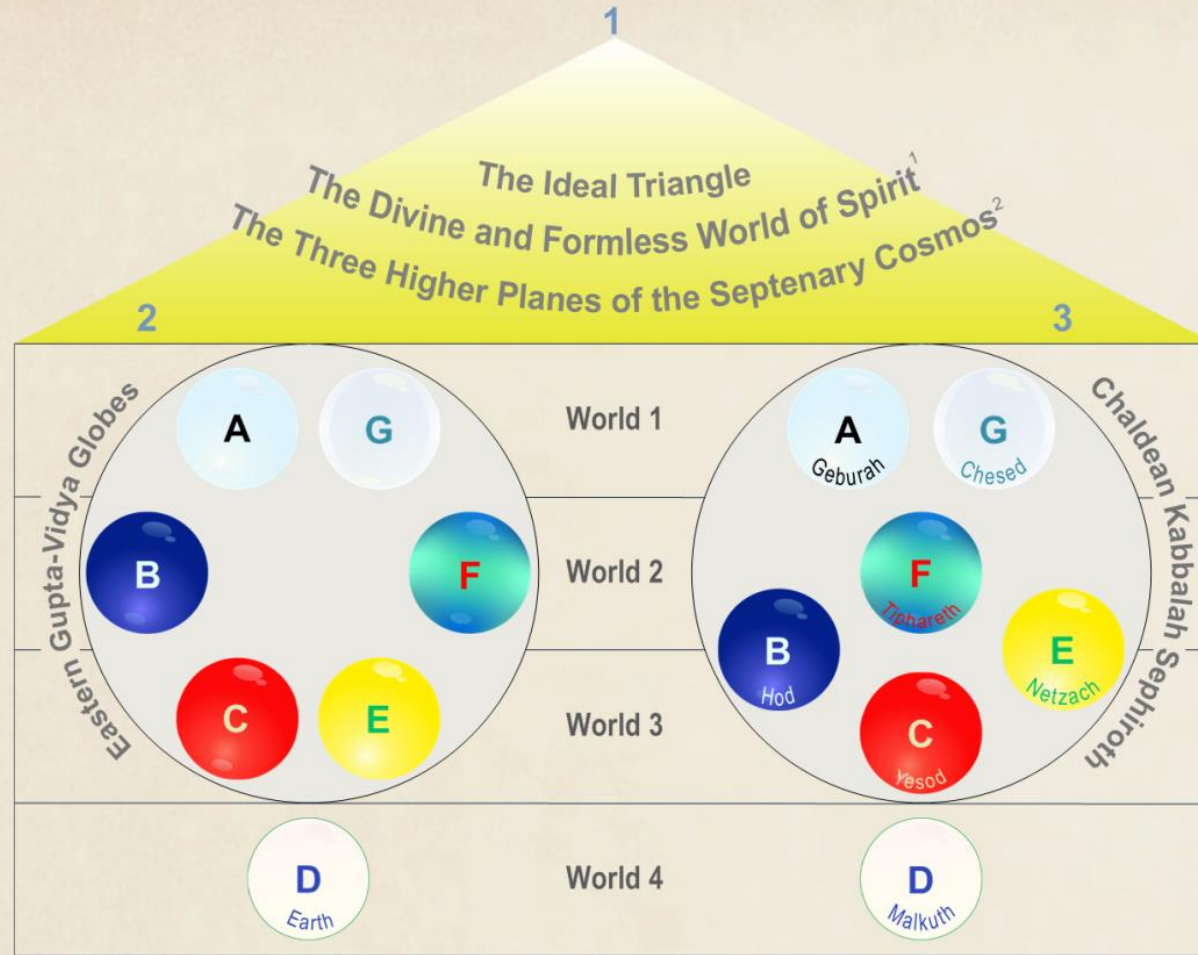 1
The Ideal Triangle
The Divine and Formless World of Spirit1
The Three Higher Planes of the Septenary Cosmos2
2
3
Eastern Gupta-Vidya Globes
A
G
B
F
C
E
D
Earth
World 1
World 2
World 3
World 4
A
Geburah
G
Chesed
F
Tiphareth
B
Hod
E
Netzach
C
Yesod
D
Malkuth
Chaldean Kabbalah Sephiroth